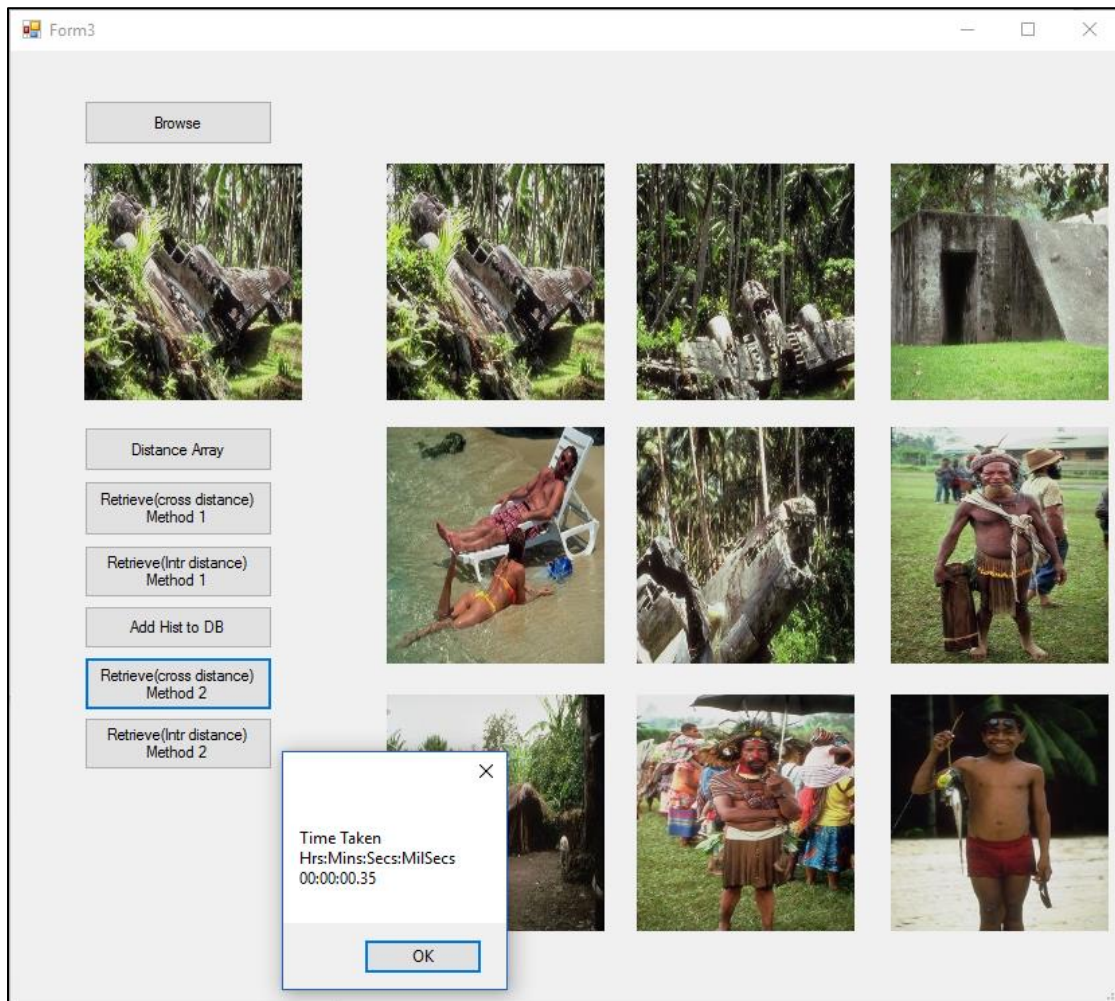 Form3
Browse
Distance Array
Retrieve(cross distance)
Method 1
Retrieve(Intr distance)
Method 1
Add Hist to DB
Retrieve(cross distance)
Method 2
Retrieve(Intr distance)
Method 2
Time Taken
Hrs:Mins:Secs:MilSecs
00:00:00.35
OK